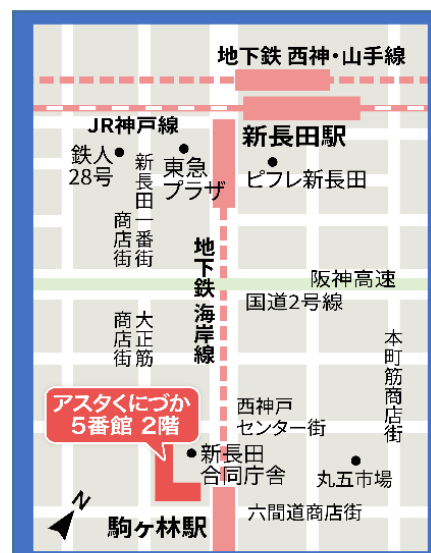 地下鉄 西神・山手線
JR神戸線
新長田駅
鉄人
28号
新長田一番街
商店街
東急
プラザ
ピフレ新長田
地下鉄 海岸線
阪神高速
国道2号線
大正筋
商店街
本町筋商店街
アスタくにづか
5番館 2階
西神戸
センター街
新長田
合同庁舎
丸五市場
六間道商店街
駒ヶ林駅
N